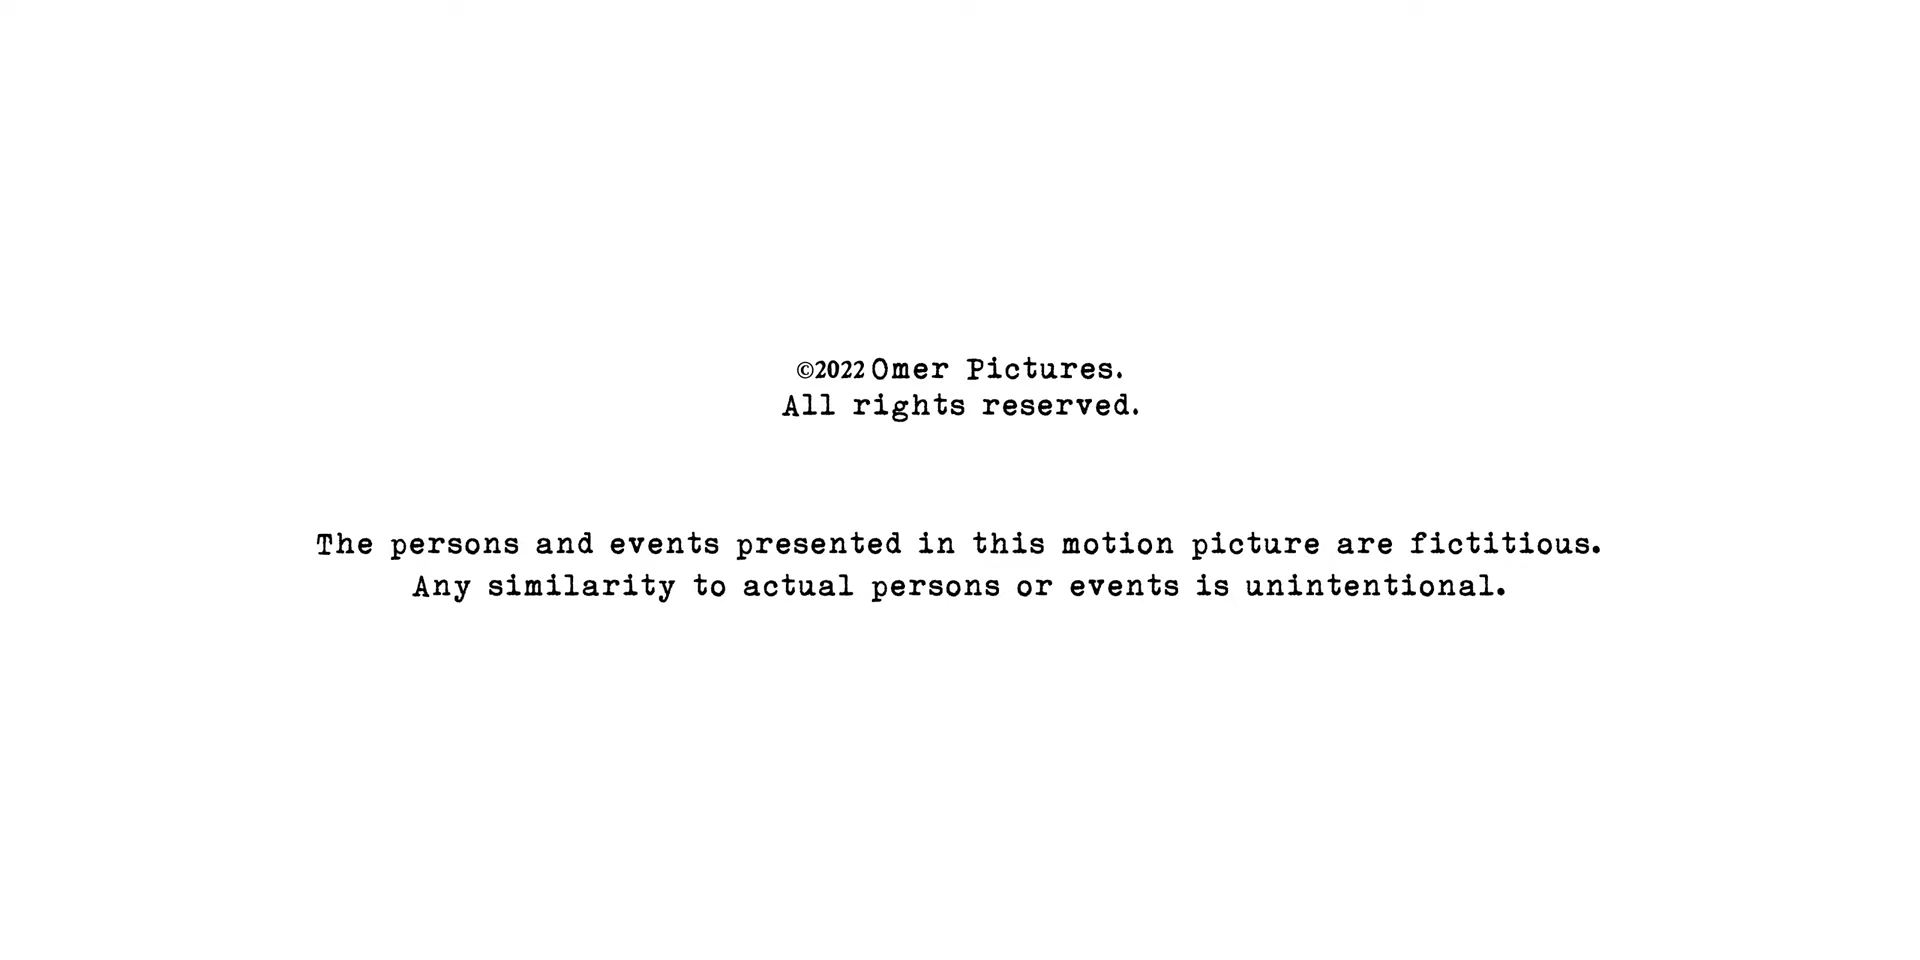 ©2022 Omer Pictures.
All rights reserved.
The persons and events presented in this motion picture are fictitious.
Any similarity to actual persons or events is unintentional.